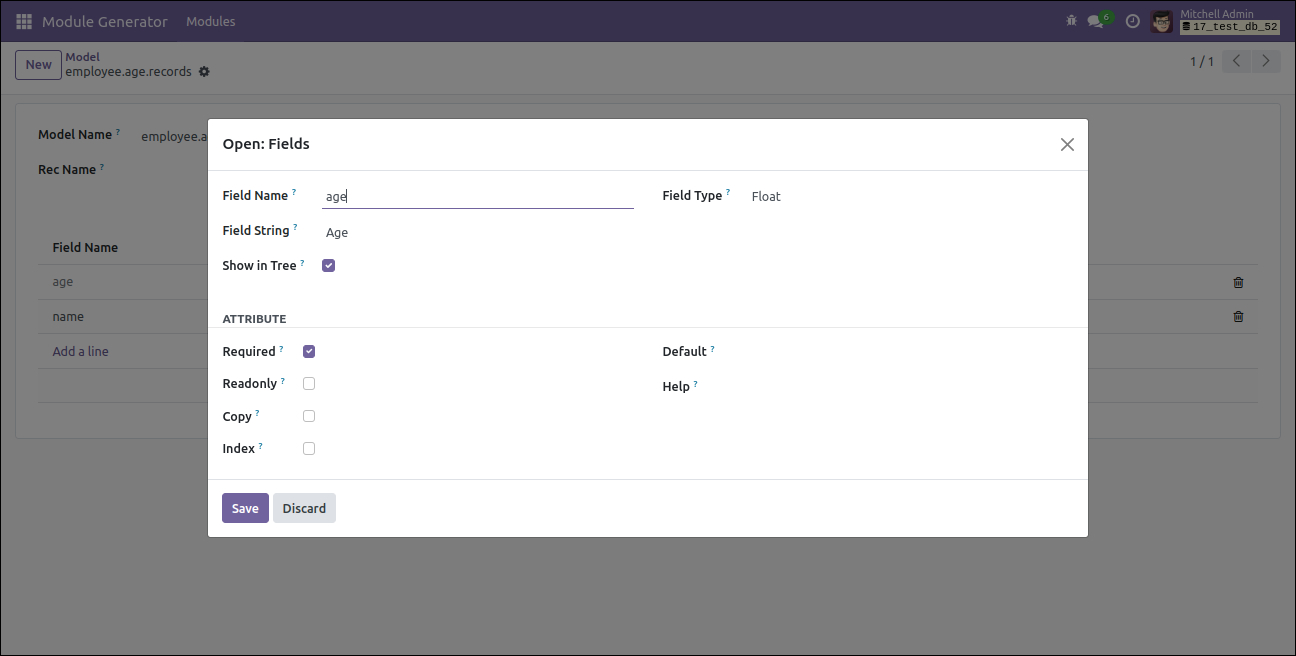 Module Generator Modules 6 Mitchell Admin
17_test_db_52
New Model
employee.age.records 1 / 1
Model Name ? employee.a
Rec Name ?
Field Name
age
name
Add a line
Open: Fields
Field Name ? age Field Type ? Float
Field String ? Age
Show in Tree ?
ATTRIBUTE
Required ? Default ?
Readonly ? Help ?
Copy ?
Index ?
Save Discard